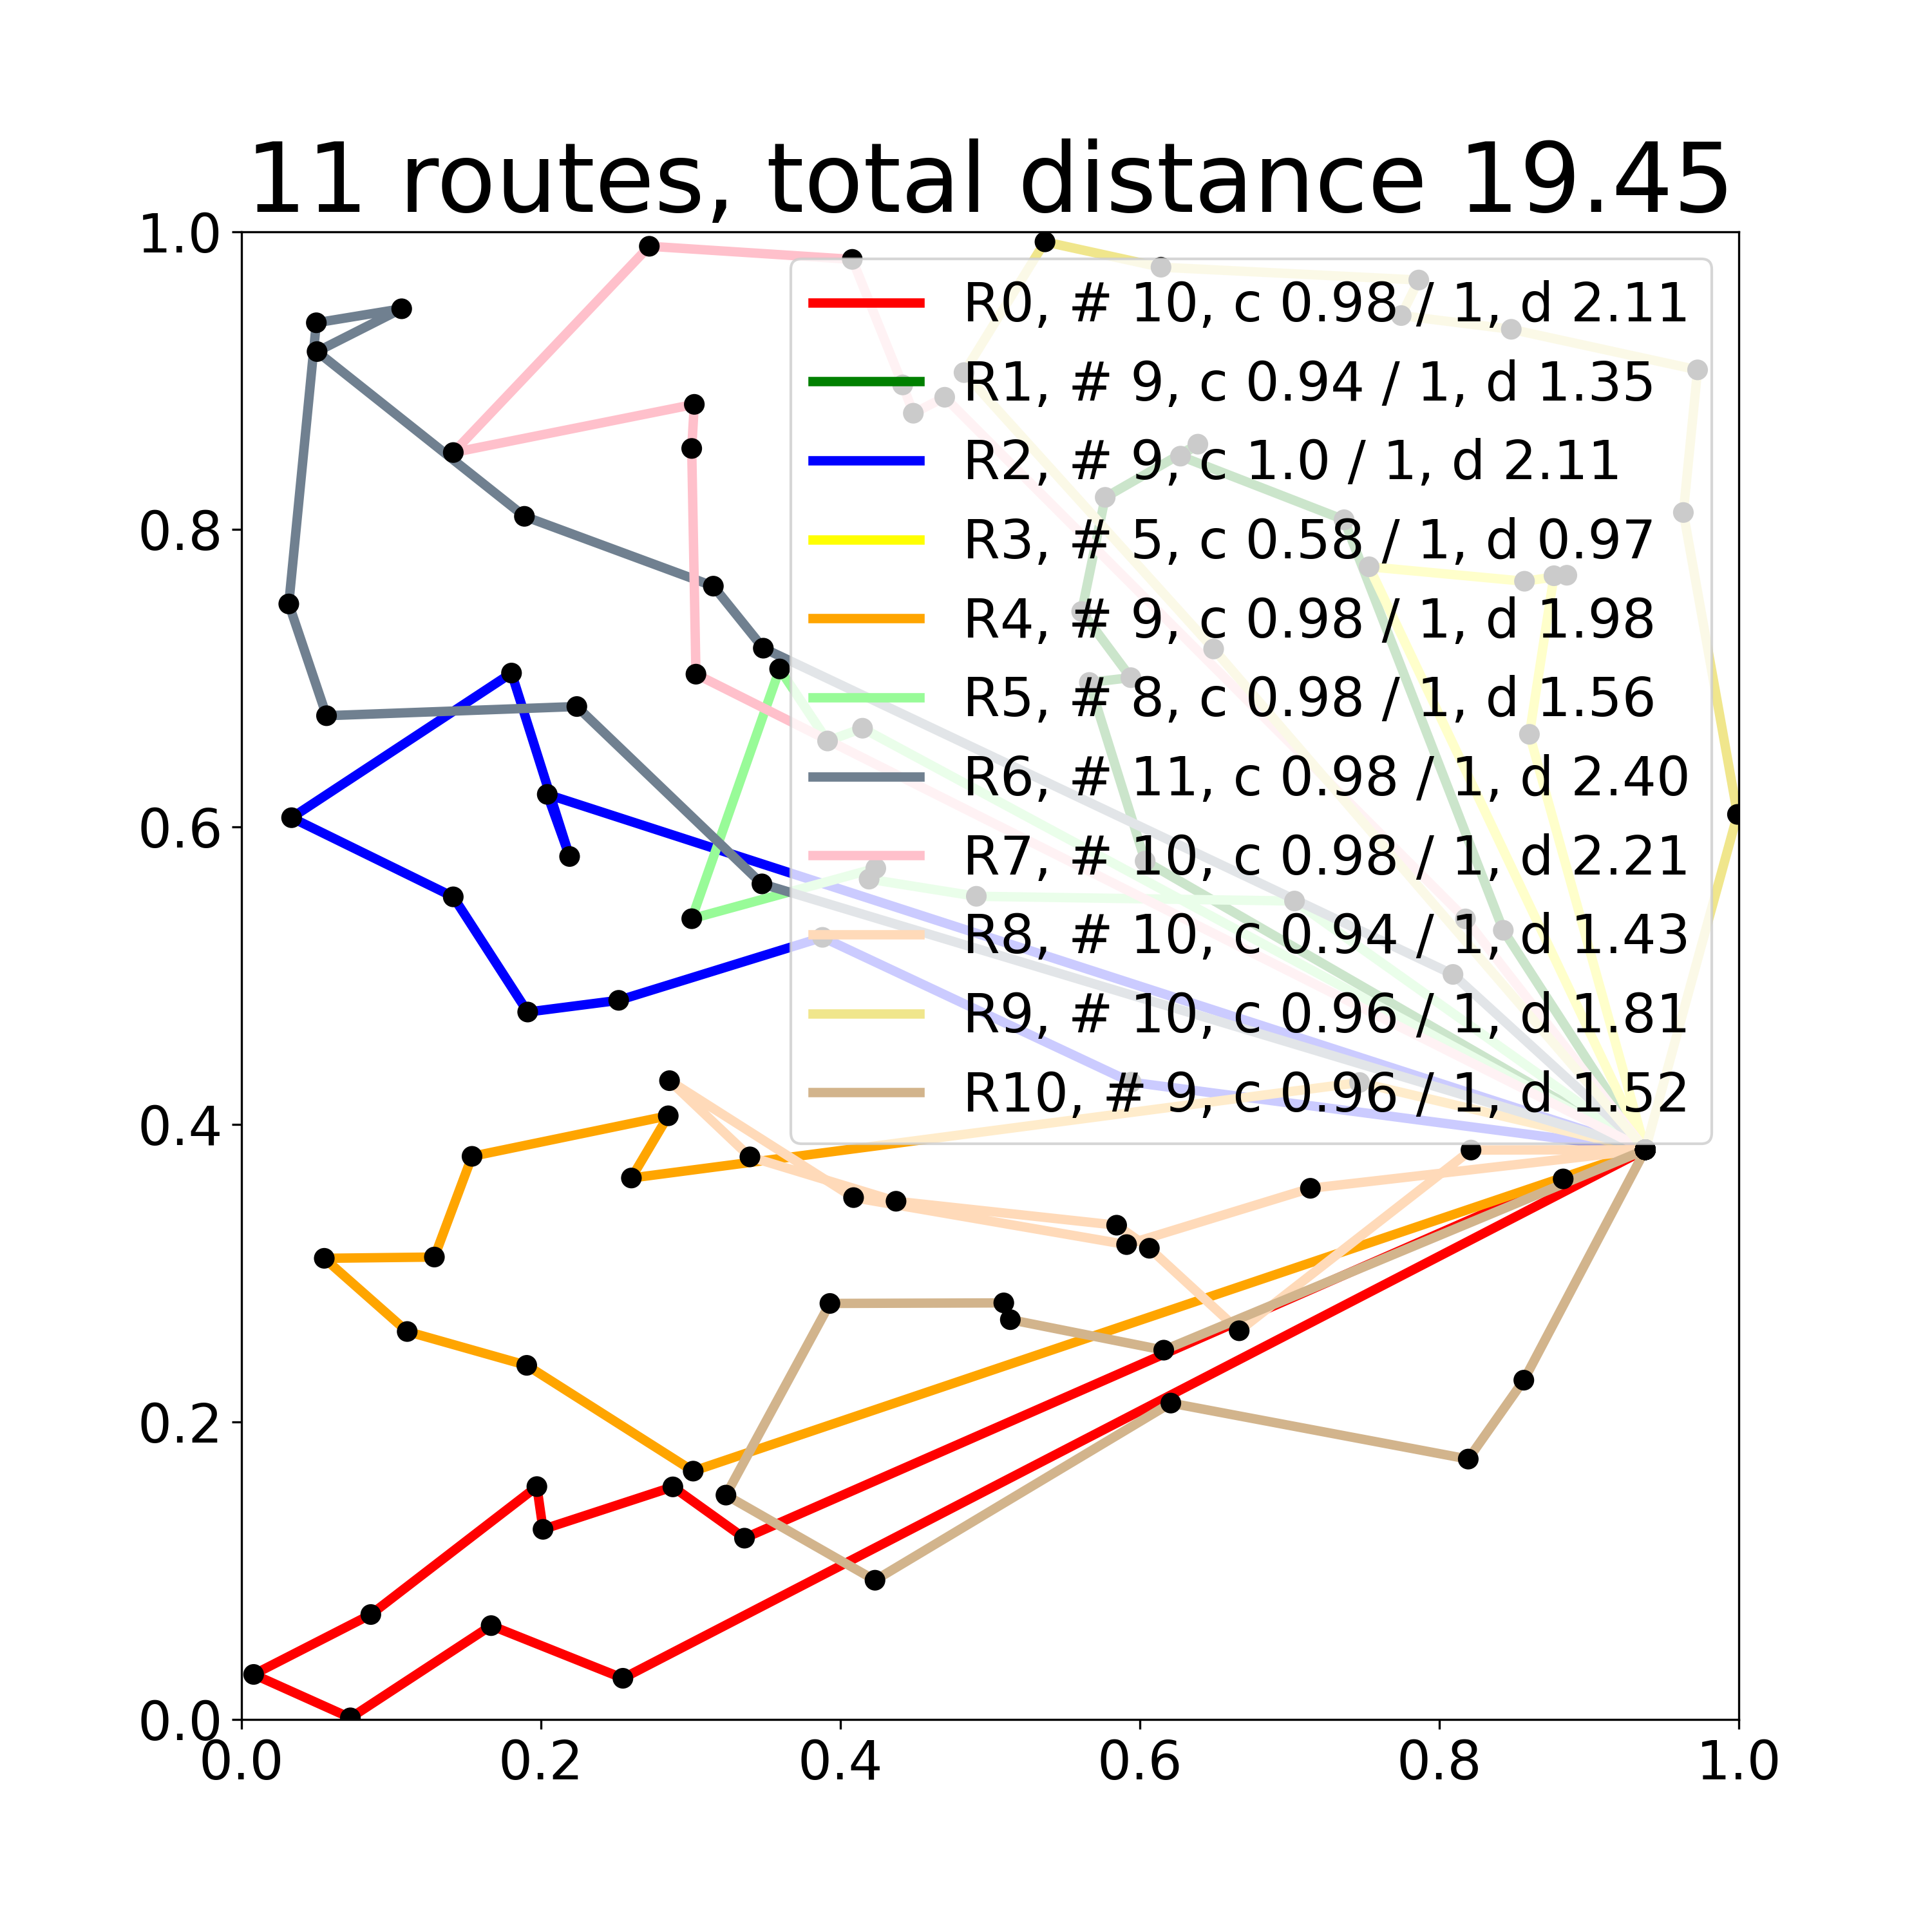 11 routes, total distance 19.45
1.0
0.8
0.6
0.4
0.2
0.0
0.0 0.2 0.4 0.6 0.8 1.0
R0, # 10, c 0.98 / 1, d 2.11
R1, # 9, c 0.94 / 1, d 1.35
R2, # 9, c 1.0 / 1, d 2.11
R3, # 5, c 0.58 / 1, d 0.97
R4, # 9, c 0.98 / 1, d 1.98
R5, # 8, c 0.98 / 1, d 1.56
R6, # 11, c 0.98 / 1, d 2.40
R7, # 10, c 0.98 / 1, d 2.21
R8, # 10, c 0.94 / 1, d 1.43
R9, # 10, c 0.96 / 1, d 1.81
R10, # 9, c 0.96 / 1, d 1.52